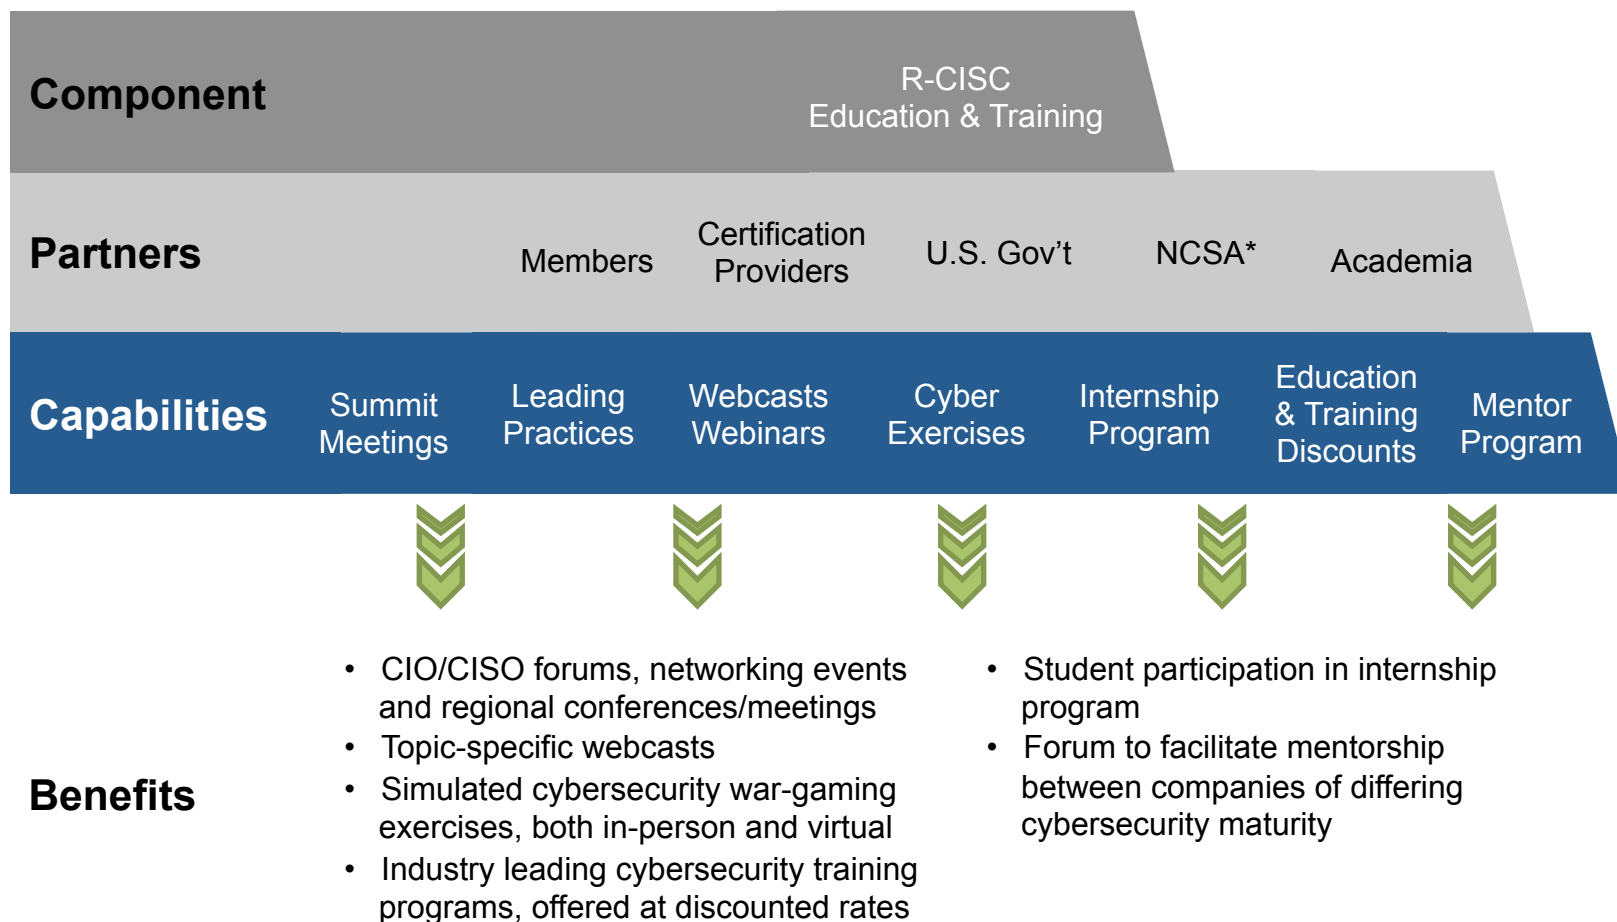 Component
R-CISC
Education & Training
Partners
Members
Certification
Providers
U.S. Gov’t
NCSA*
Academia
Capabilities
Summit
Meetings
Leading
Practices
Webcasts
Webinars
Cyber
Exercises
Internship
Program
Education
& Training
Discounts
Mentor
Program
Benefits
• CIO/CISO forums, networking events
and regional conferences/meetings
• Topic-specific webcasts
• Simulated cybersecurity war-gaming
exercises, both in-person and virtual
• Industry leading cybersecurity training
programs, offered at discounted rates
• Student participation in internship
program
• Forum to facilitate mentorship
between companies of differing
cybersecurity maturity